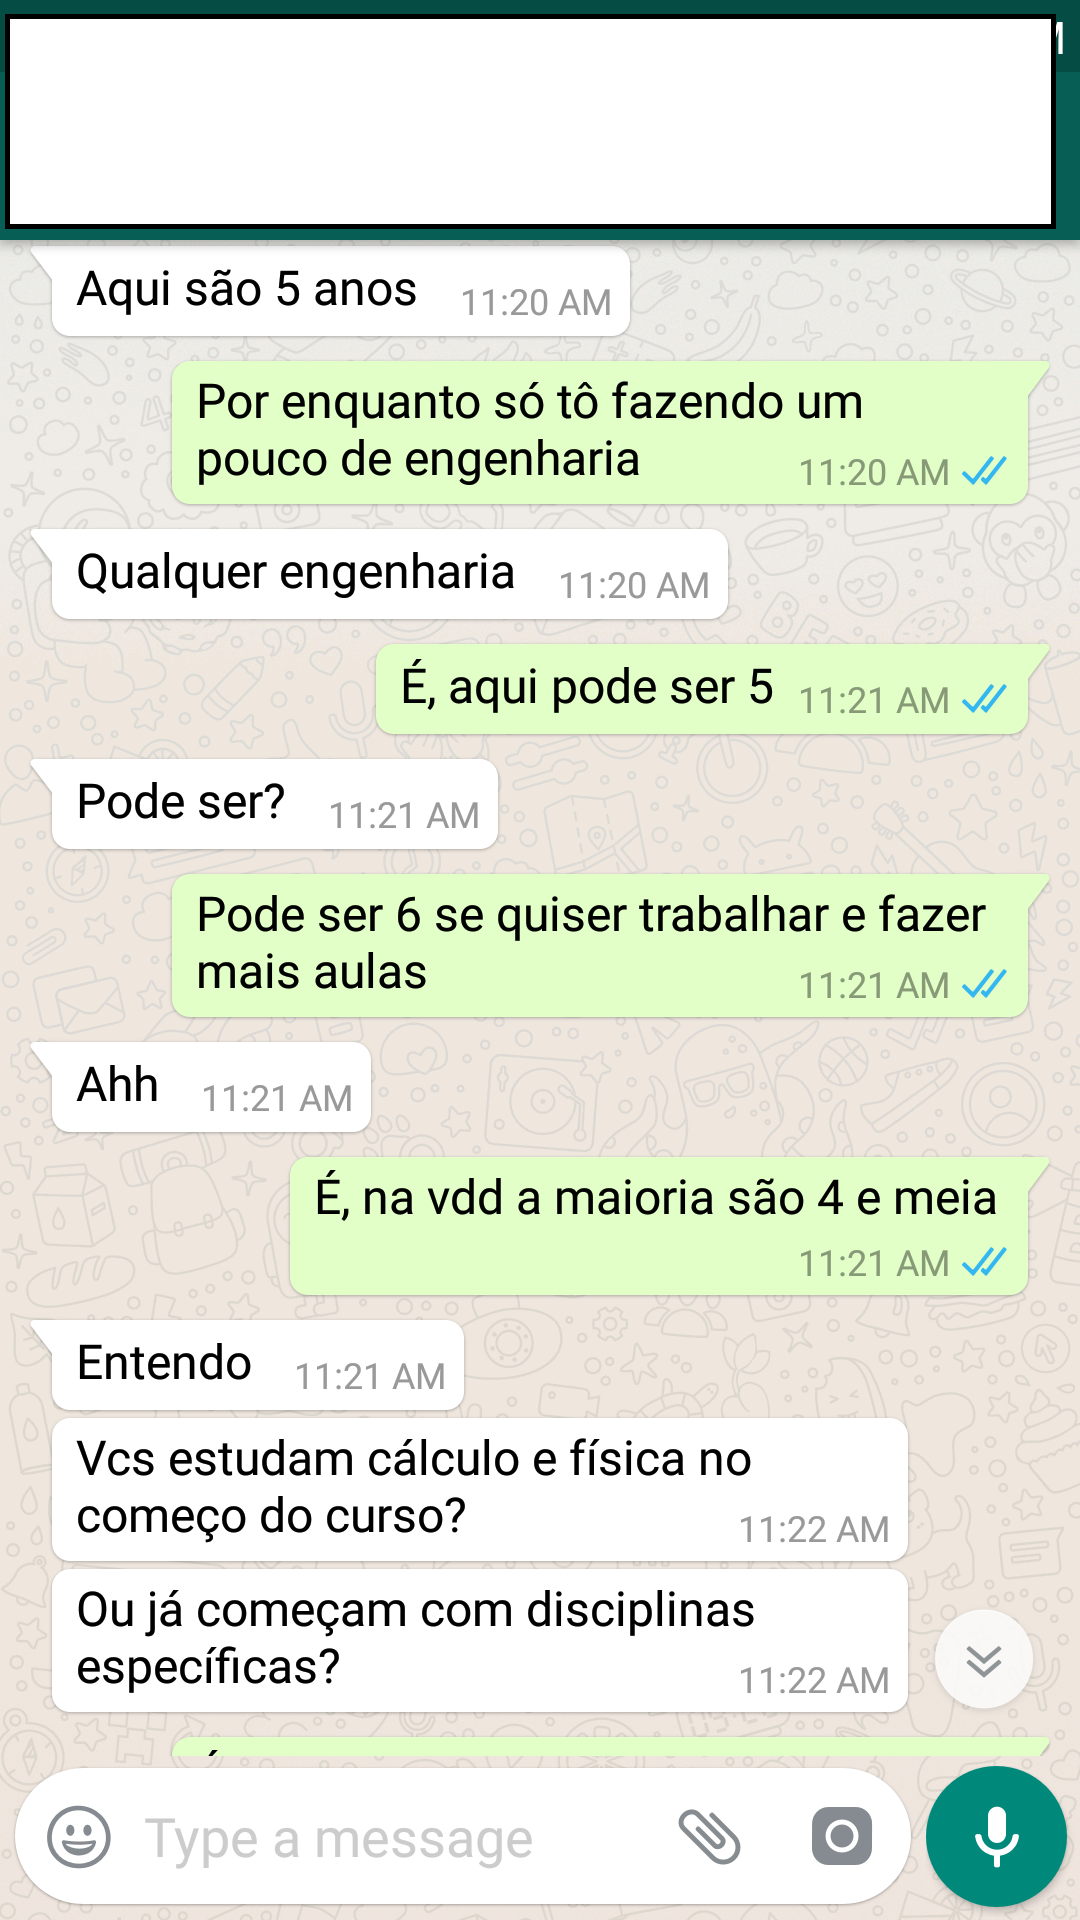 Aqui são 5 anos 11:20 AM
Por enquanto só tô fazendo um
pouco de engenharia 11:20 AM
Qualquer engenharia 11:20 AM
É, aqui pode ser 5 11:21 AM
Pode ser? 11:21 AM
Pode ser 6 se quiser trabalhar e fazer
mais aulas 11:21 AM
Ahh 11:21 AM
É, na vdd a maioria são 4 e meia
11:21 AM
Entendo 11:21 AM
Vcs estudam cálculo e física no
começo do curso? 11:22 AM
Ou já começam com disciplinas
específicas? 11:22 AM
Type a message